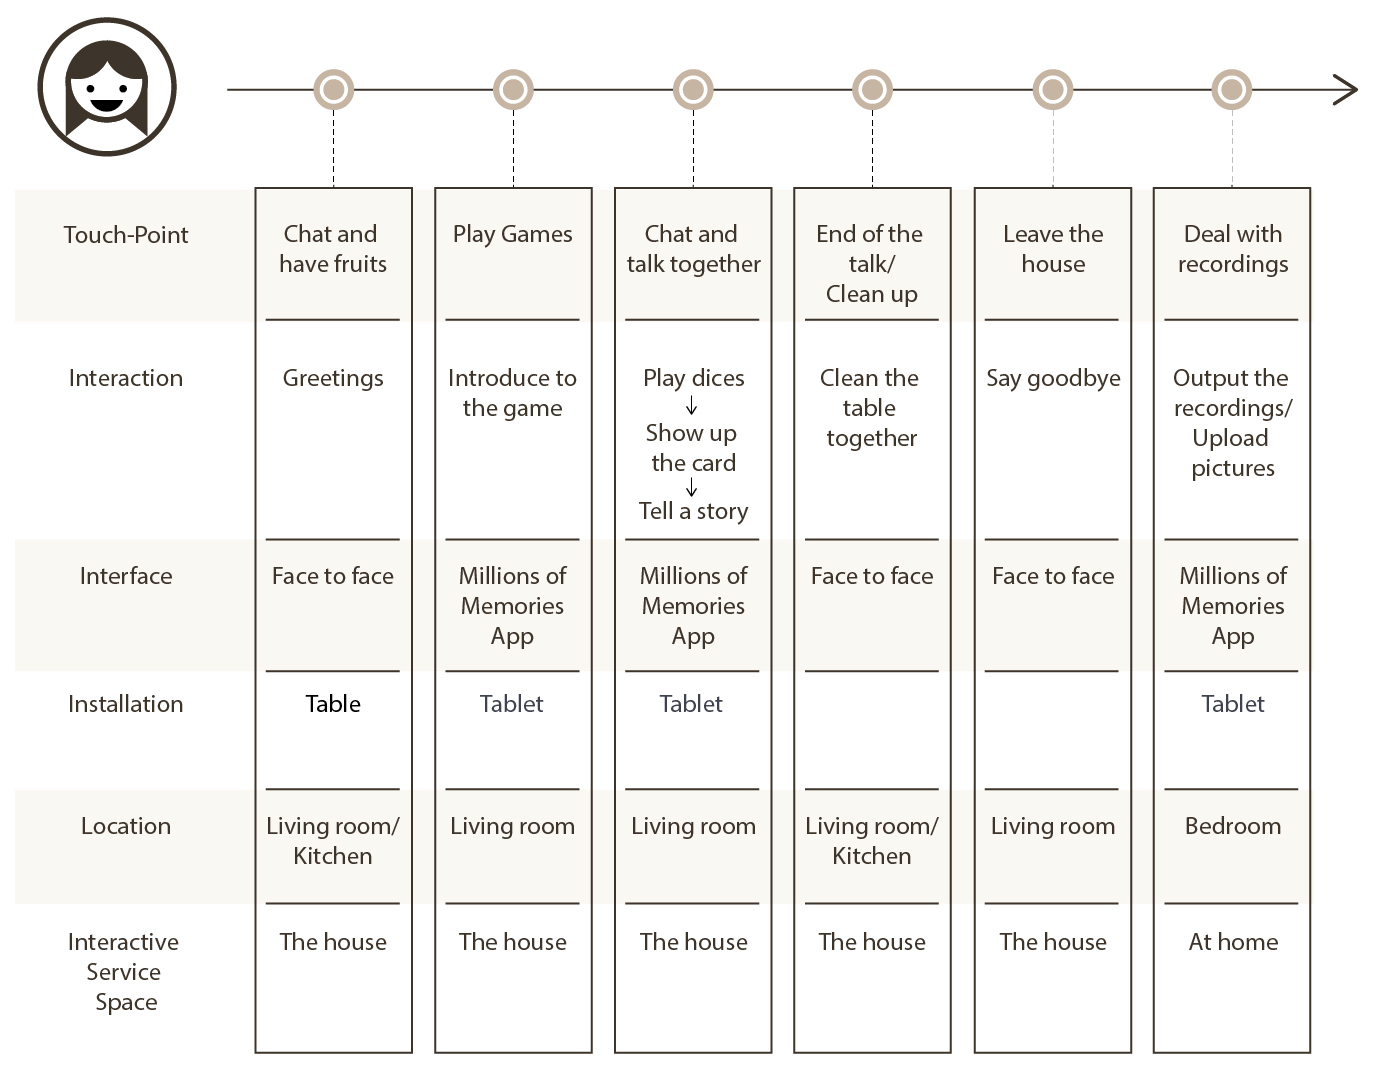 Touch-Point
Chat and
have fruits
Play Games
Chat and
talk together
End of the
talk/
Clean up
Leave the
house
Deal with
recordings
Interaction
Greetings
Introduce to
the game
Play dices
Show up
the card
Tell a story
Clean the
table
together
Say goodbye
Output the
recordings/
Upload
pictures
Interface
Face to face
Millions of
Memories
App
Millions of
Memories
App
Face to face
Face to face
Millions of
Memories
App
Installation
Table
Tablet
Tablet
Tablet
Location
Living room/
Kitchen
Living room
Living room
Living room/
Kitchen
Living room
Bedroom
Interactive
Service
Space
The house
The house
The house
The house
The house
At home